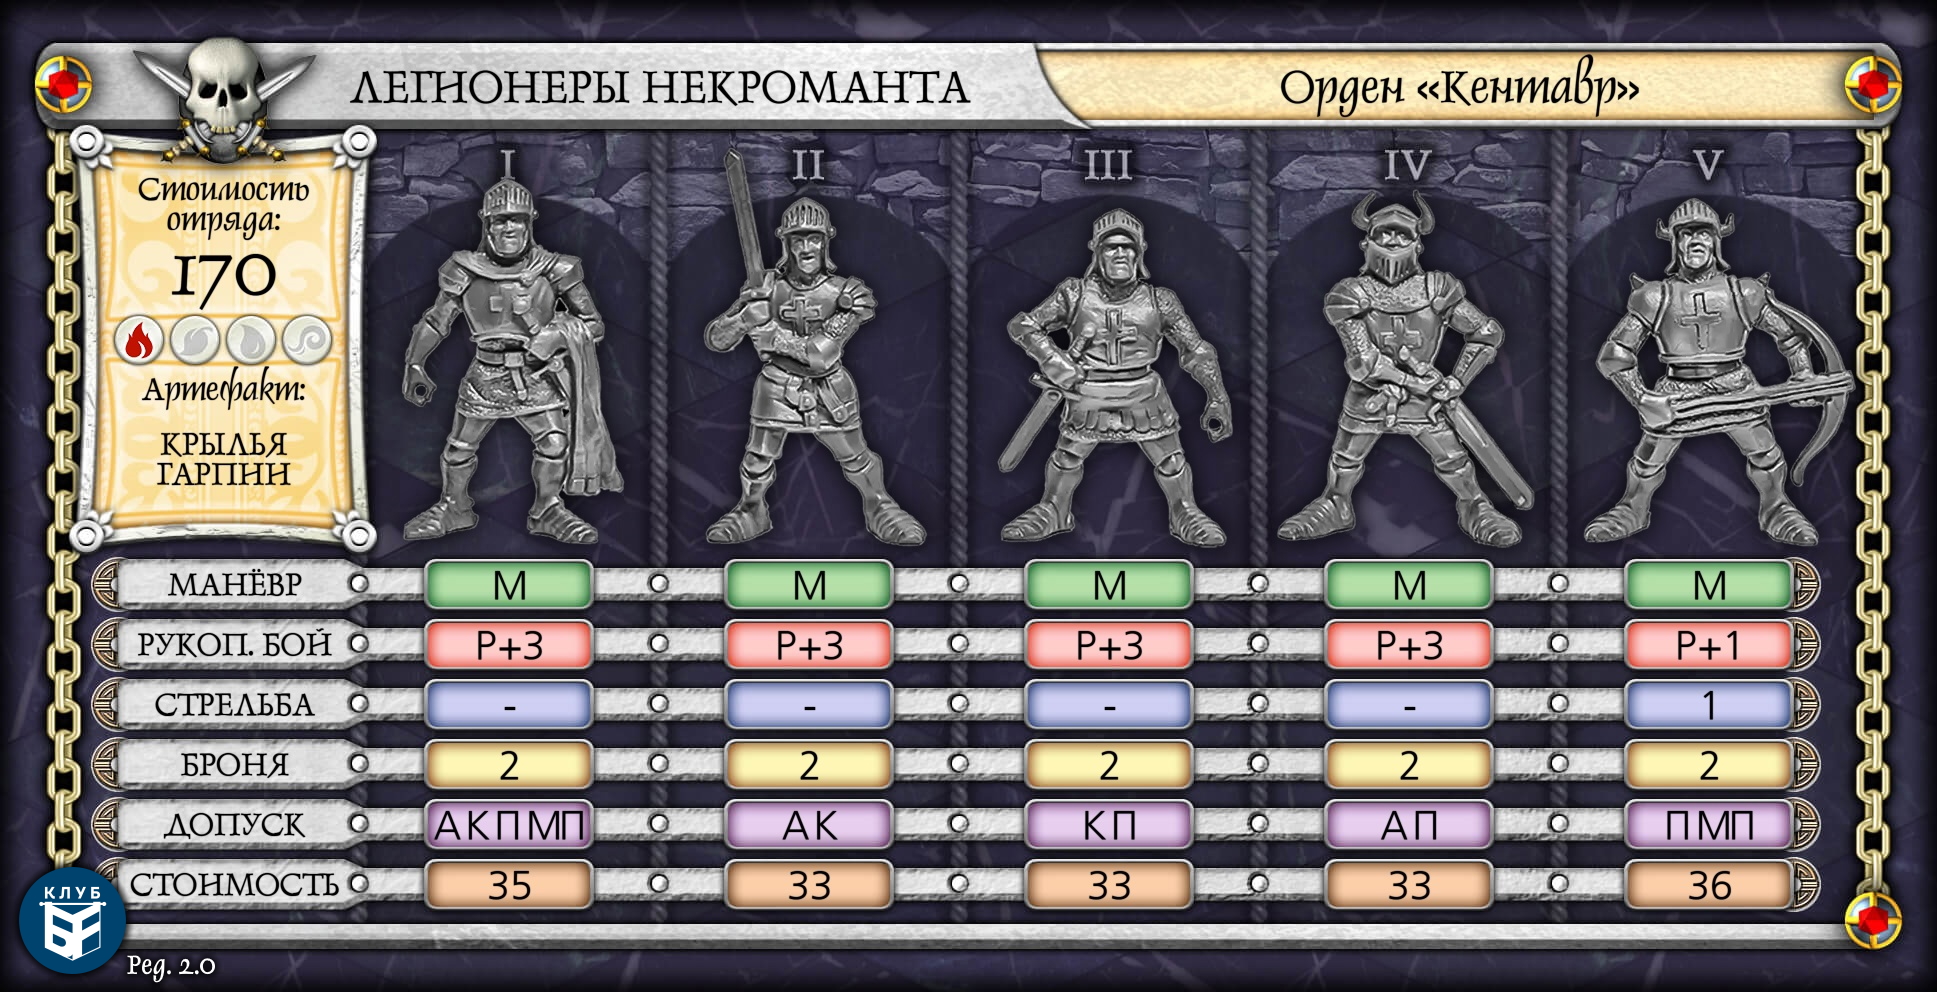 ЛЕГИОНЕРЫ НЕКРОМАНТА
Орден «Кентавр»
Стоимость
отряда:
170
Артефакт:
КРЫЛЬЯ
ГАРПИИ
I II III IV V
МАНЁВР М М М М М
РУКОП. БОЙ Р+3 Р+3 Р+3 Р+3 Р+1
СТРЕЛЬБА - - - - 1
БРОНЯ 2 2 2 2 2
ДОПУСК АКПМП АК КП АП ПМП
СТОИМОСТЬ 35 33 33 33 36
КЛУБ
Ред. 2.0